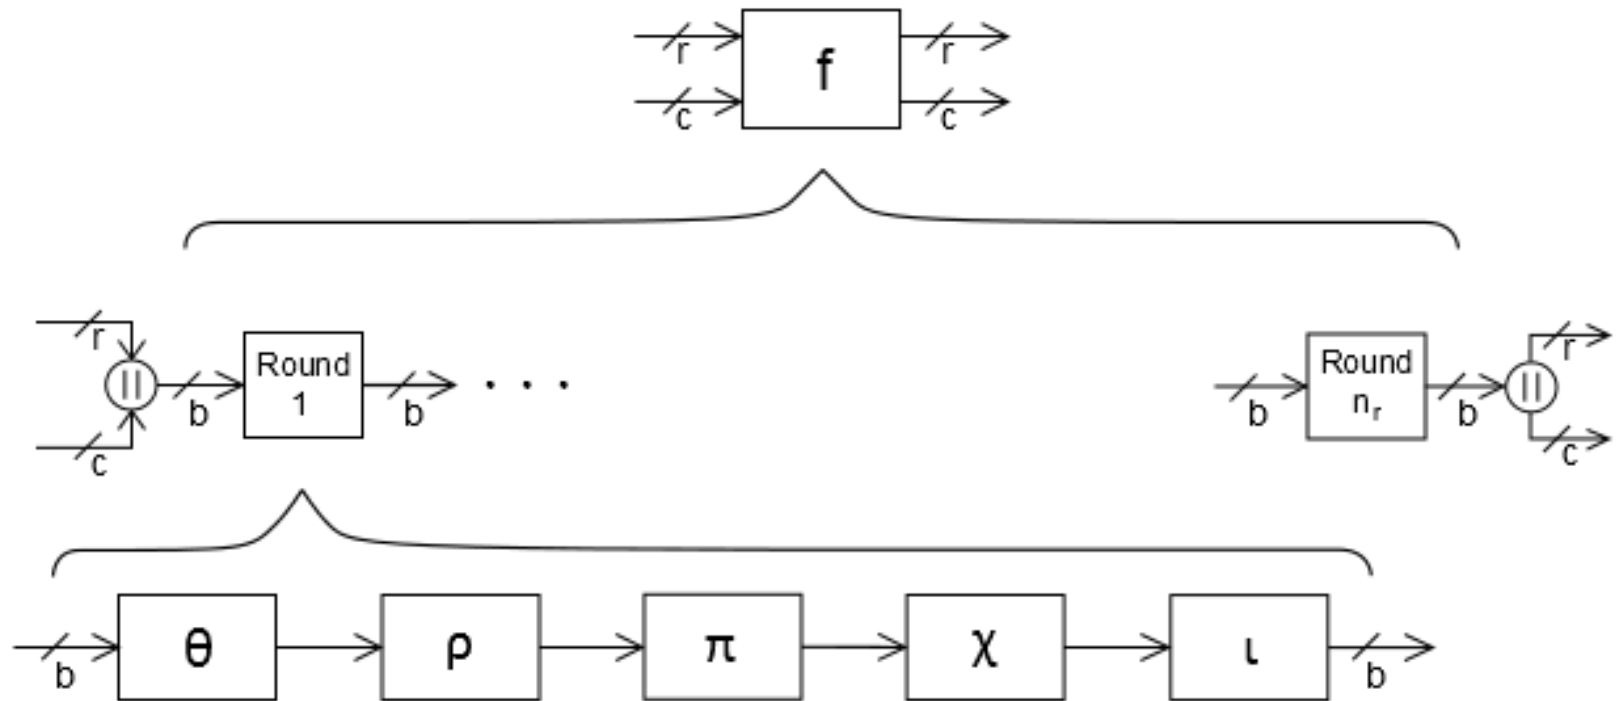 r
f
r
c
c
r
||
c
b
Round
1
b
. . .
b
Round
nᵣ
b
||
r
c
b
θ
ρ
π
χ
ι
b